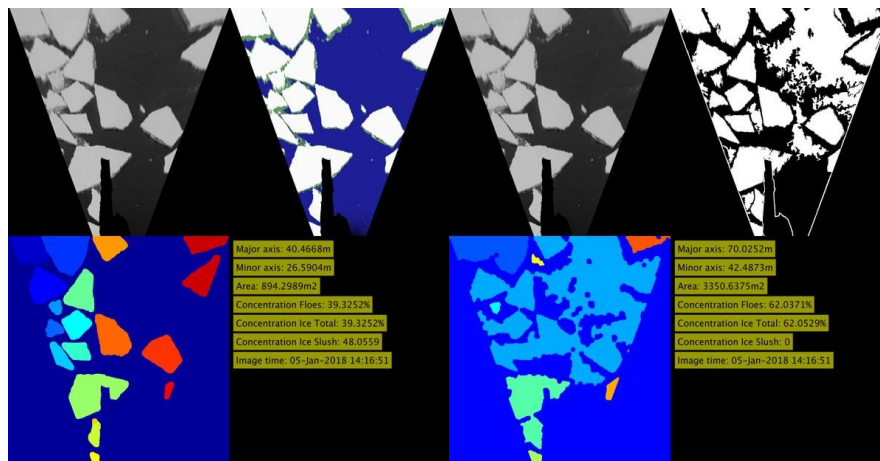 Major axis: 40.4668m
Minor axis: 26.5904m
Area: 894.2989m2
Concentration Floes: 39.3252%
Concentration Ice Total: 39.3252%
Concentration Ice Slush: 48.0559
Image time: 05-Jan-2018 14:16:51
Major axis: 70.0252m
Minor axis: 42.4873m
Area: 3350.6375m2
Concentration Floes: 62.0371%
Concentration Ice Total: 62.0529%
Concentration Ice Slush: 0
Image time: 05-Jan-2018 14:16:51